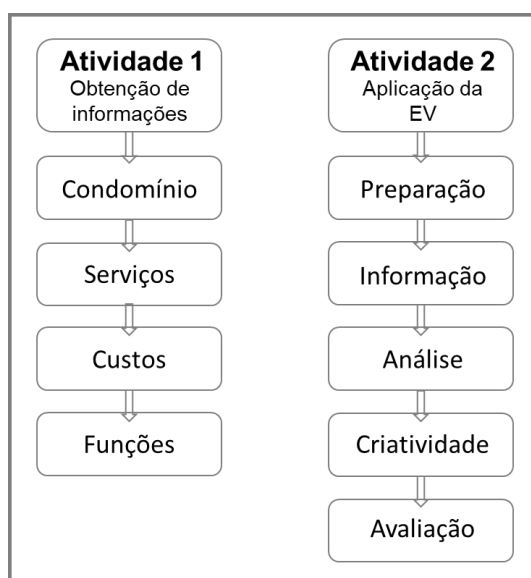 Atividade 1
Obtenção de
informações
Condomínio
Serviços
Custos
Funções
Atividade 2
Aplicação da
EV
Preparação
Informação
Análise
Criatividade
Avaliação